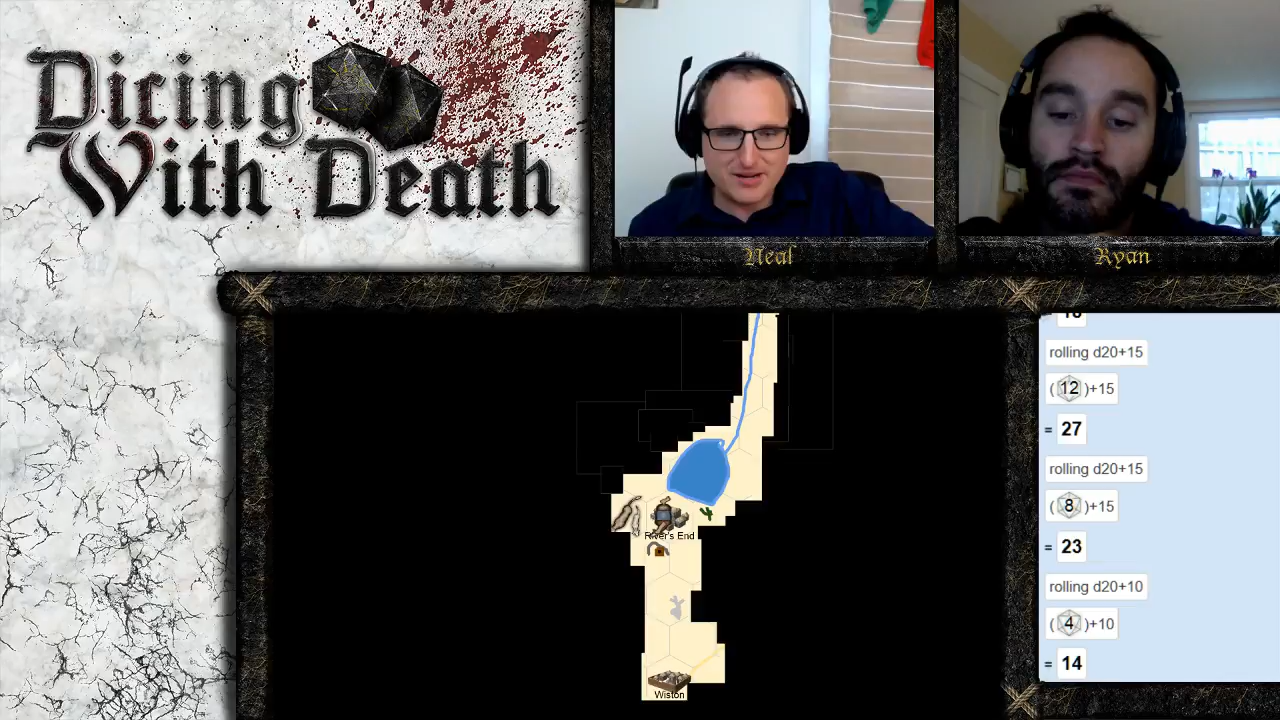 Dicing
With Death
Neal
Ryan
rolling d20+15
(12)+15
= 27
rolling d20+15
(8)+15
= 23
rolling d20+10
(4)+10
= 14
River's End
Wiston